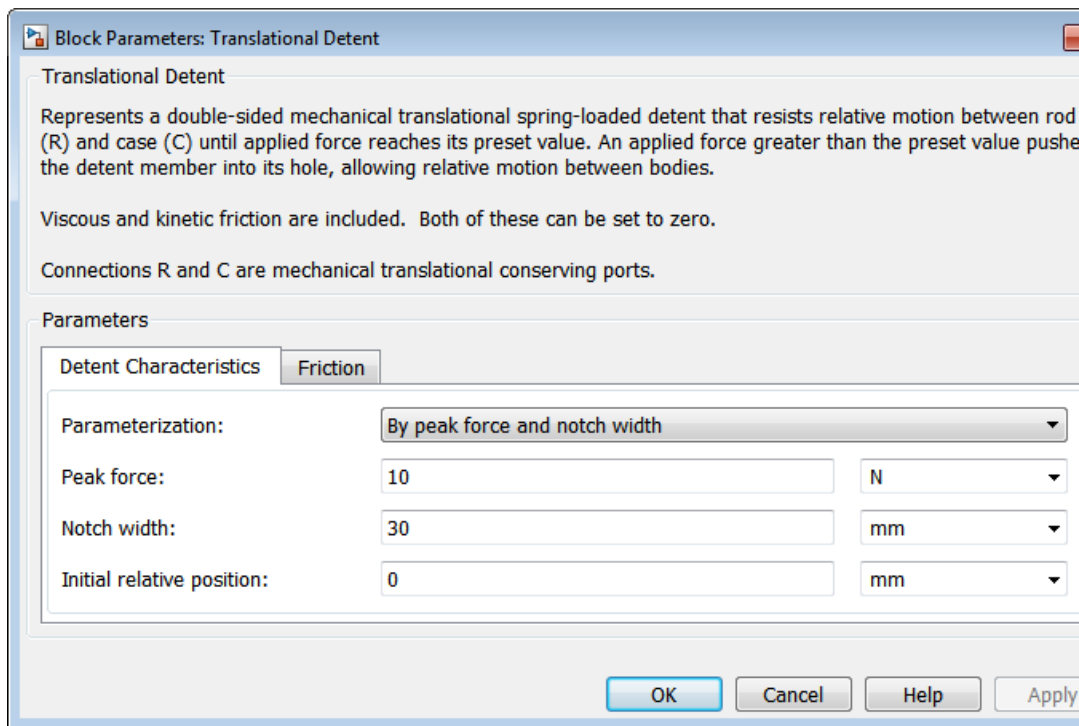 Block Parameters: Translational Detent
Translational Detent
Represents a double-sided mechanical translational spring-loaded detent that resists relative motion between rod
(R) and case (C) until applied force reaches its preset value. An applied force greater than the preset value pushe
the detent member into its hole, allowing relative motion between bodies.
Viscous and kinetic friction are included.  Both of these can be set to zero.
Connections R and C are mechanical translational conserving ports.
Parameters
Detent Characteristics Friction
Parameterization: By peak force and notch width
Peak force: 10 N
Notch width: 30 mm
Initial relative position: 0 mm
OK Cancel Help Apply